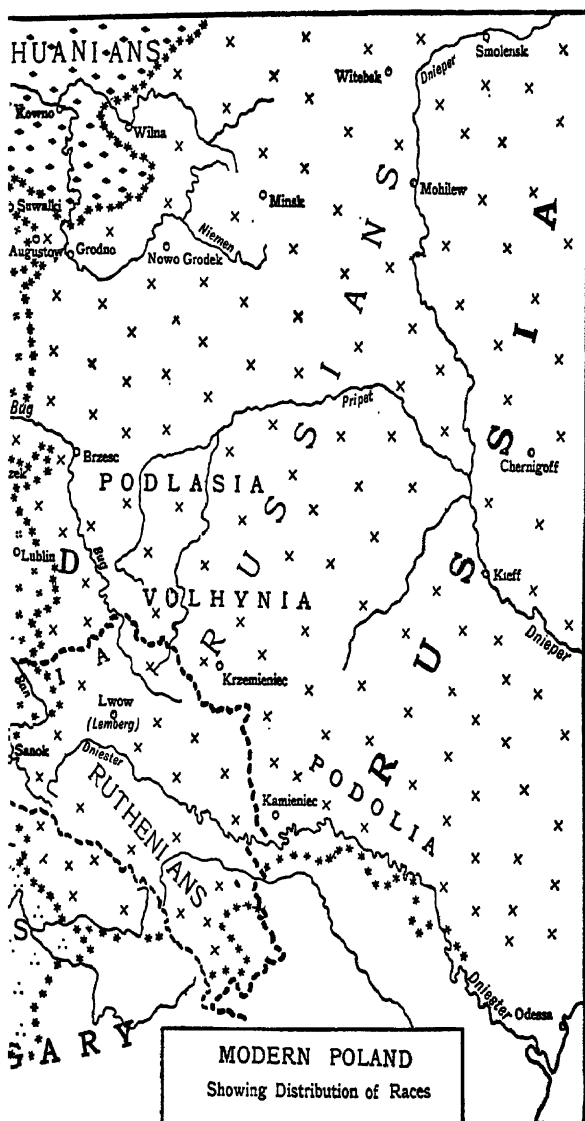 HUANIANS
Smolensk
Witebsk
Dnieper
Kowno
Wilna
Mohilew
Minsk
Suwalki
Augustow
Grodno
Niemen
Nowo Grodek
RUSSIANS
RUSSIA
Bug
Pripet
Brzesc
Chernigoff
zek
PODLASIA
Lublin
D
Bug
Kieff
VOLHYNIA
Dnieper
I A
Krzemieniec
San
Lwow
(Lemberg)
Sanok
Dniester
RUTHENIANS
PODOLIA
Kamieniec
S
Dniester
Odessa
GARY
MODERN POLAND
Showing Distribution of Races